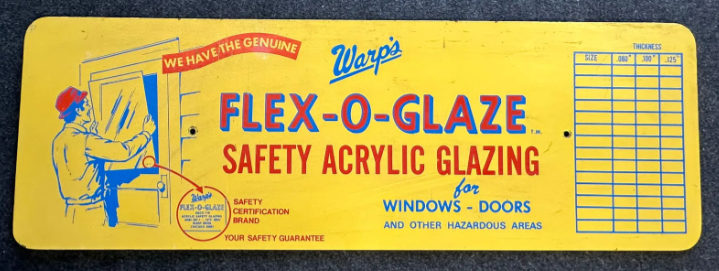 WE HAVE THE GENUINE
Warp's
FLEX-O-GLAZE T.M.
SAFETY ACRYLIC GLAZING
for
WINDOWS - DOORS
AND OTHER HAZARDOUS AREAS
Warp's
FLEX-O-GLAZE
SAFETY
CERTIFICATION
BRAND
YOUR SAFETY GUARANTEE
THICKNESS
SIZE .080" .100" .125"